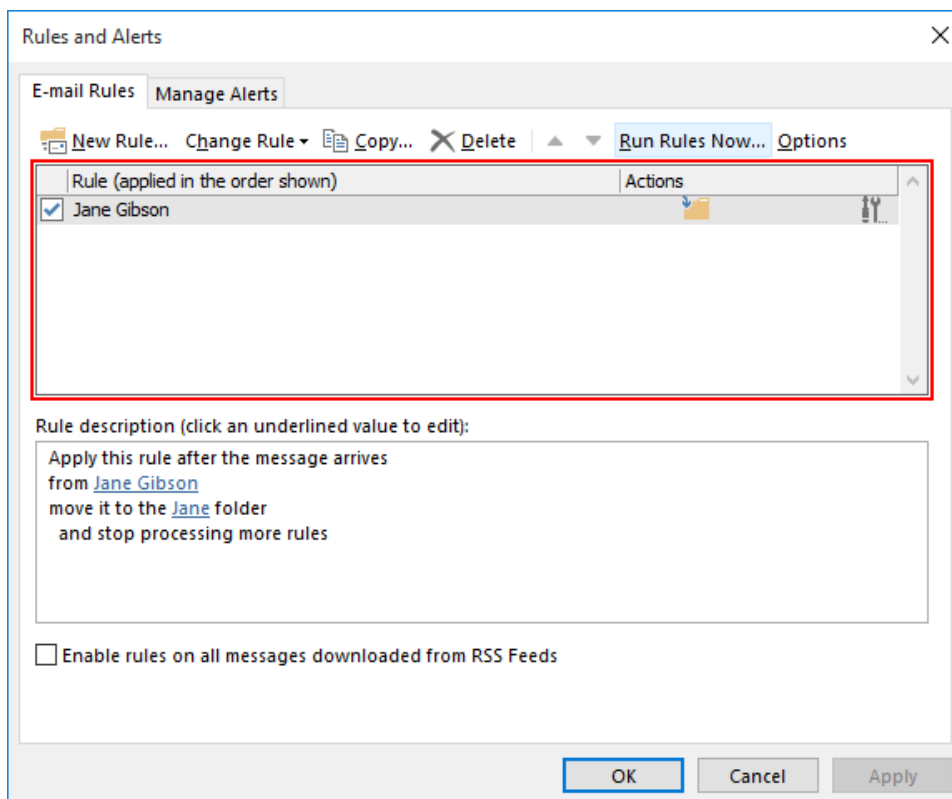 Rules and Alerts
E-mail Rules Manage Alerts
New Rule... Change Rule Copy... Delete Run Rules Now... Options
Rule (applied in the order shown) Actions
Jane Gibson
Rule description (click an underlined value to edit):
Apply this rule after the message arrives
from Jane Gibson
move it to the Jane folder
and stop processing more rules
Enable rules on all messages downloaded from RSS Feeds
OK Cancel Apply